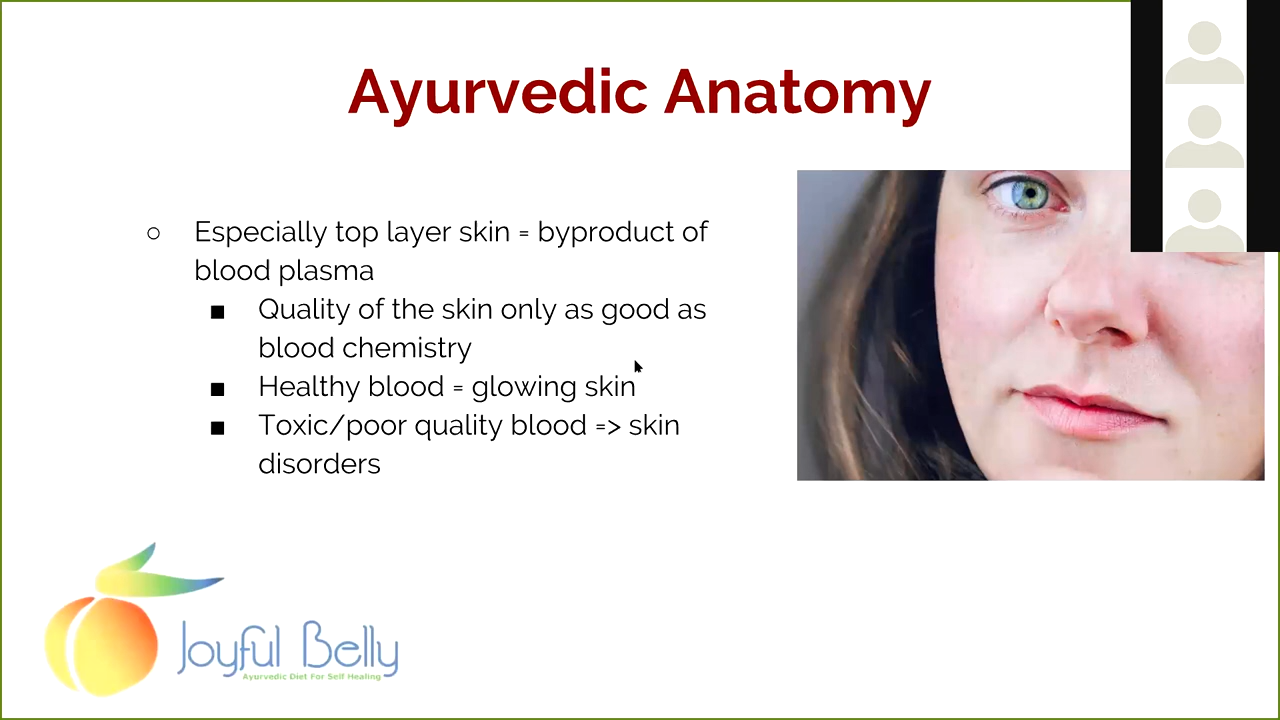 Ayurvedic Anatomy
○ Especially top layer skin = byproduct of
blood plasma
■ Quality of the skin only as good as
blood chemistry
■ Healthy blood = glowing skin
■ Toxic/poor quality blood => skin
disorders
Joyful Belly
Ayurvedic Diet For Self Healing